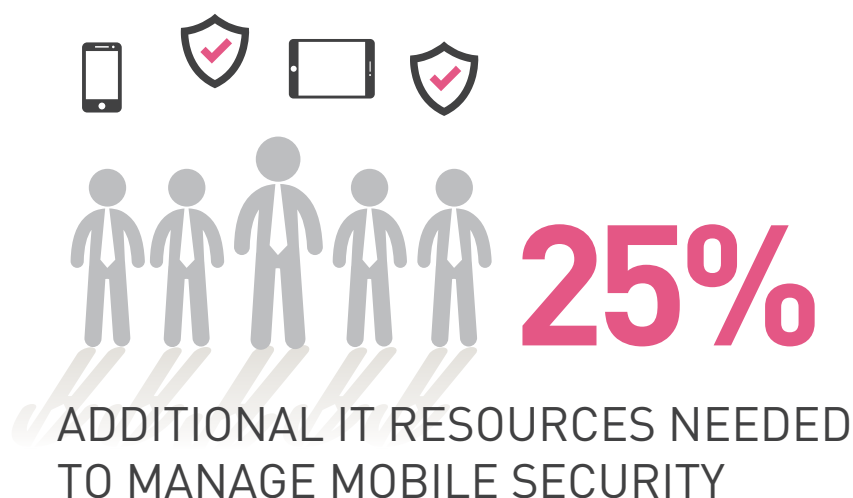 25%
ADDITIONAL IT RESOURCES NEEDED
TO MANAGE MOBILE SECURITY